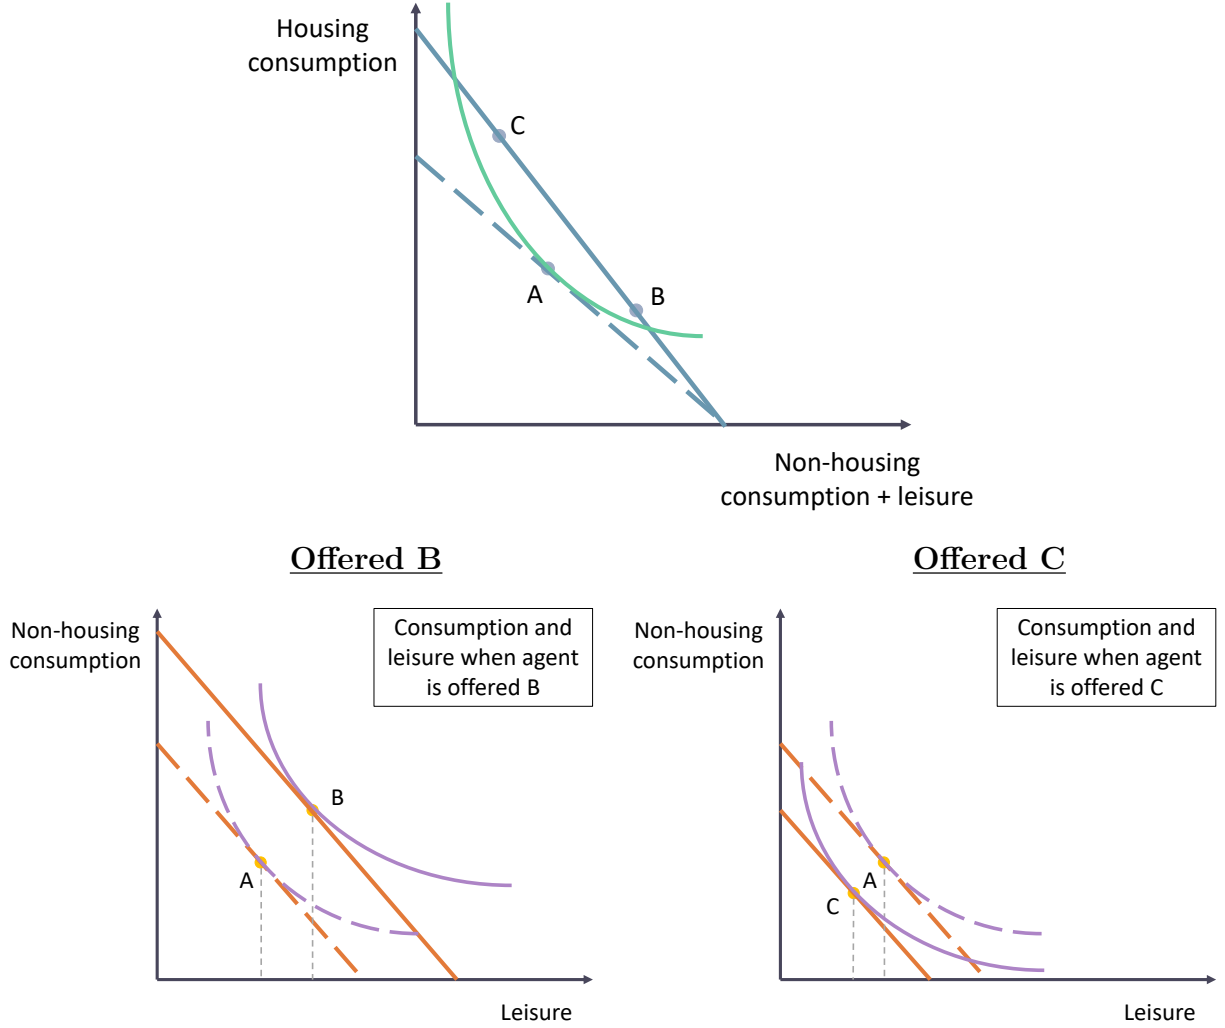 Housing
consumption
C
A
B
Non-housing
consumption + leisure
Offered B
Non-housing
consumption
Consumption and
leisure when agent
is offered B
B
A
Leisure
Offered C
Non-housing
consumption
Consumption and
leisure when agent
is offered C
A
C
Leisure